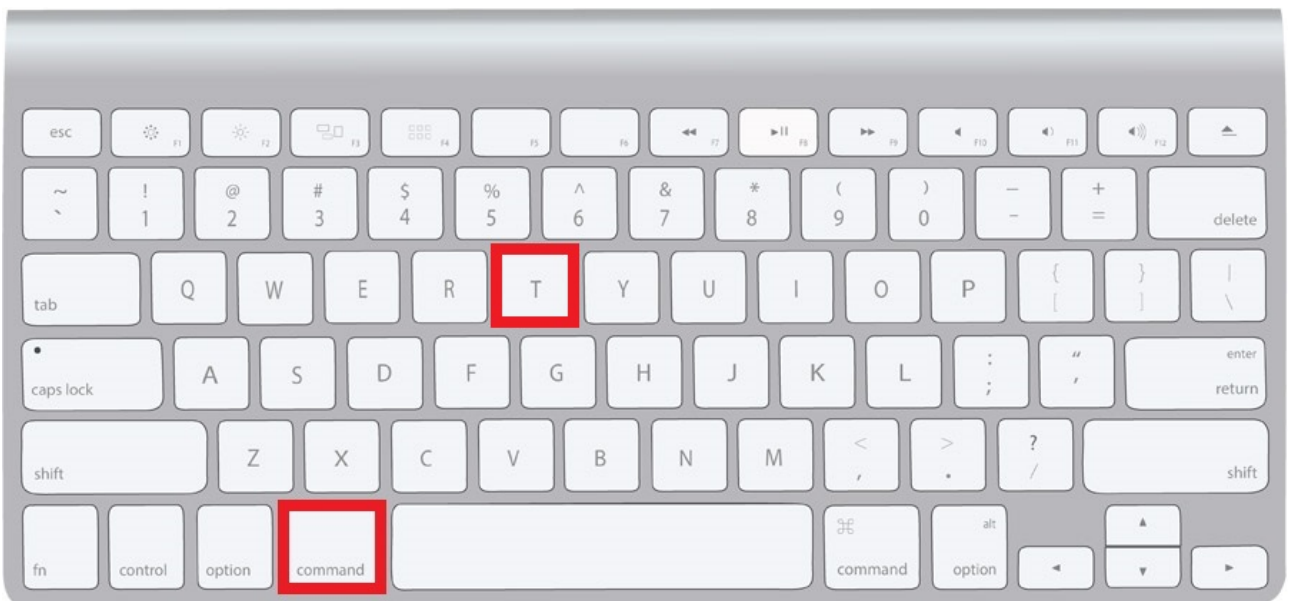 esc F1 F2 F3 F4 F5 F6 F7 F8 F9 F10 F11 F12
~ ! @ # $ % ^ & * ( ) — +
` 1 2 3 4 5 6 7 8 9 0 - = delete
tab Q W E R T Y U I O P { } |
[ ] \
caps lock A S D F G H J K L : " enter
; ' return
shift Z X C V B N M < > ? shift
, . /
⌘ alt
fn control option command command option